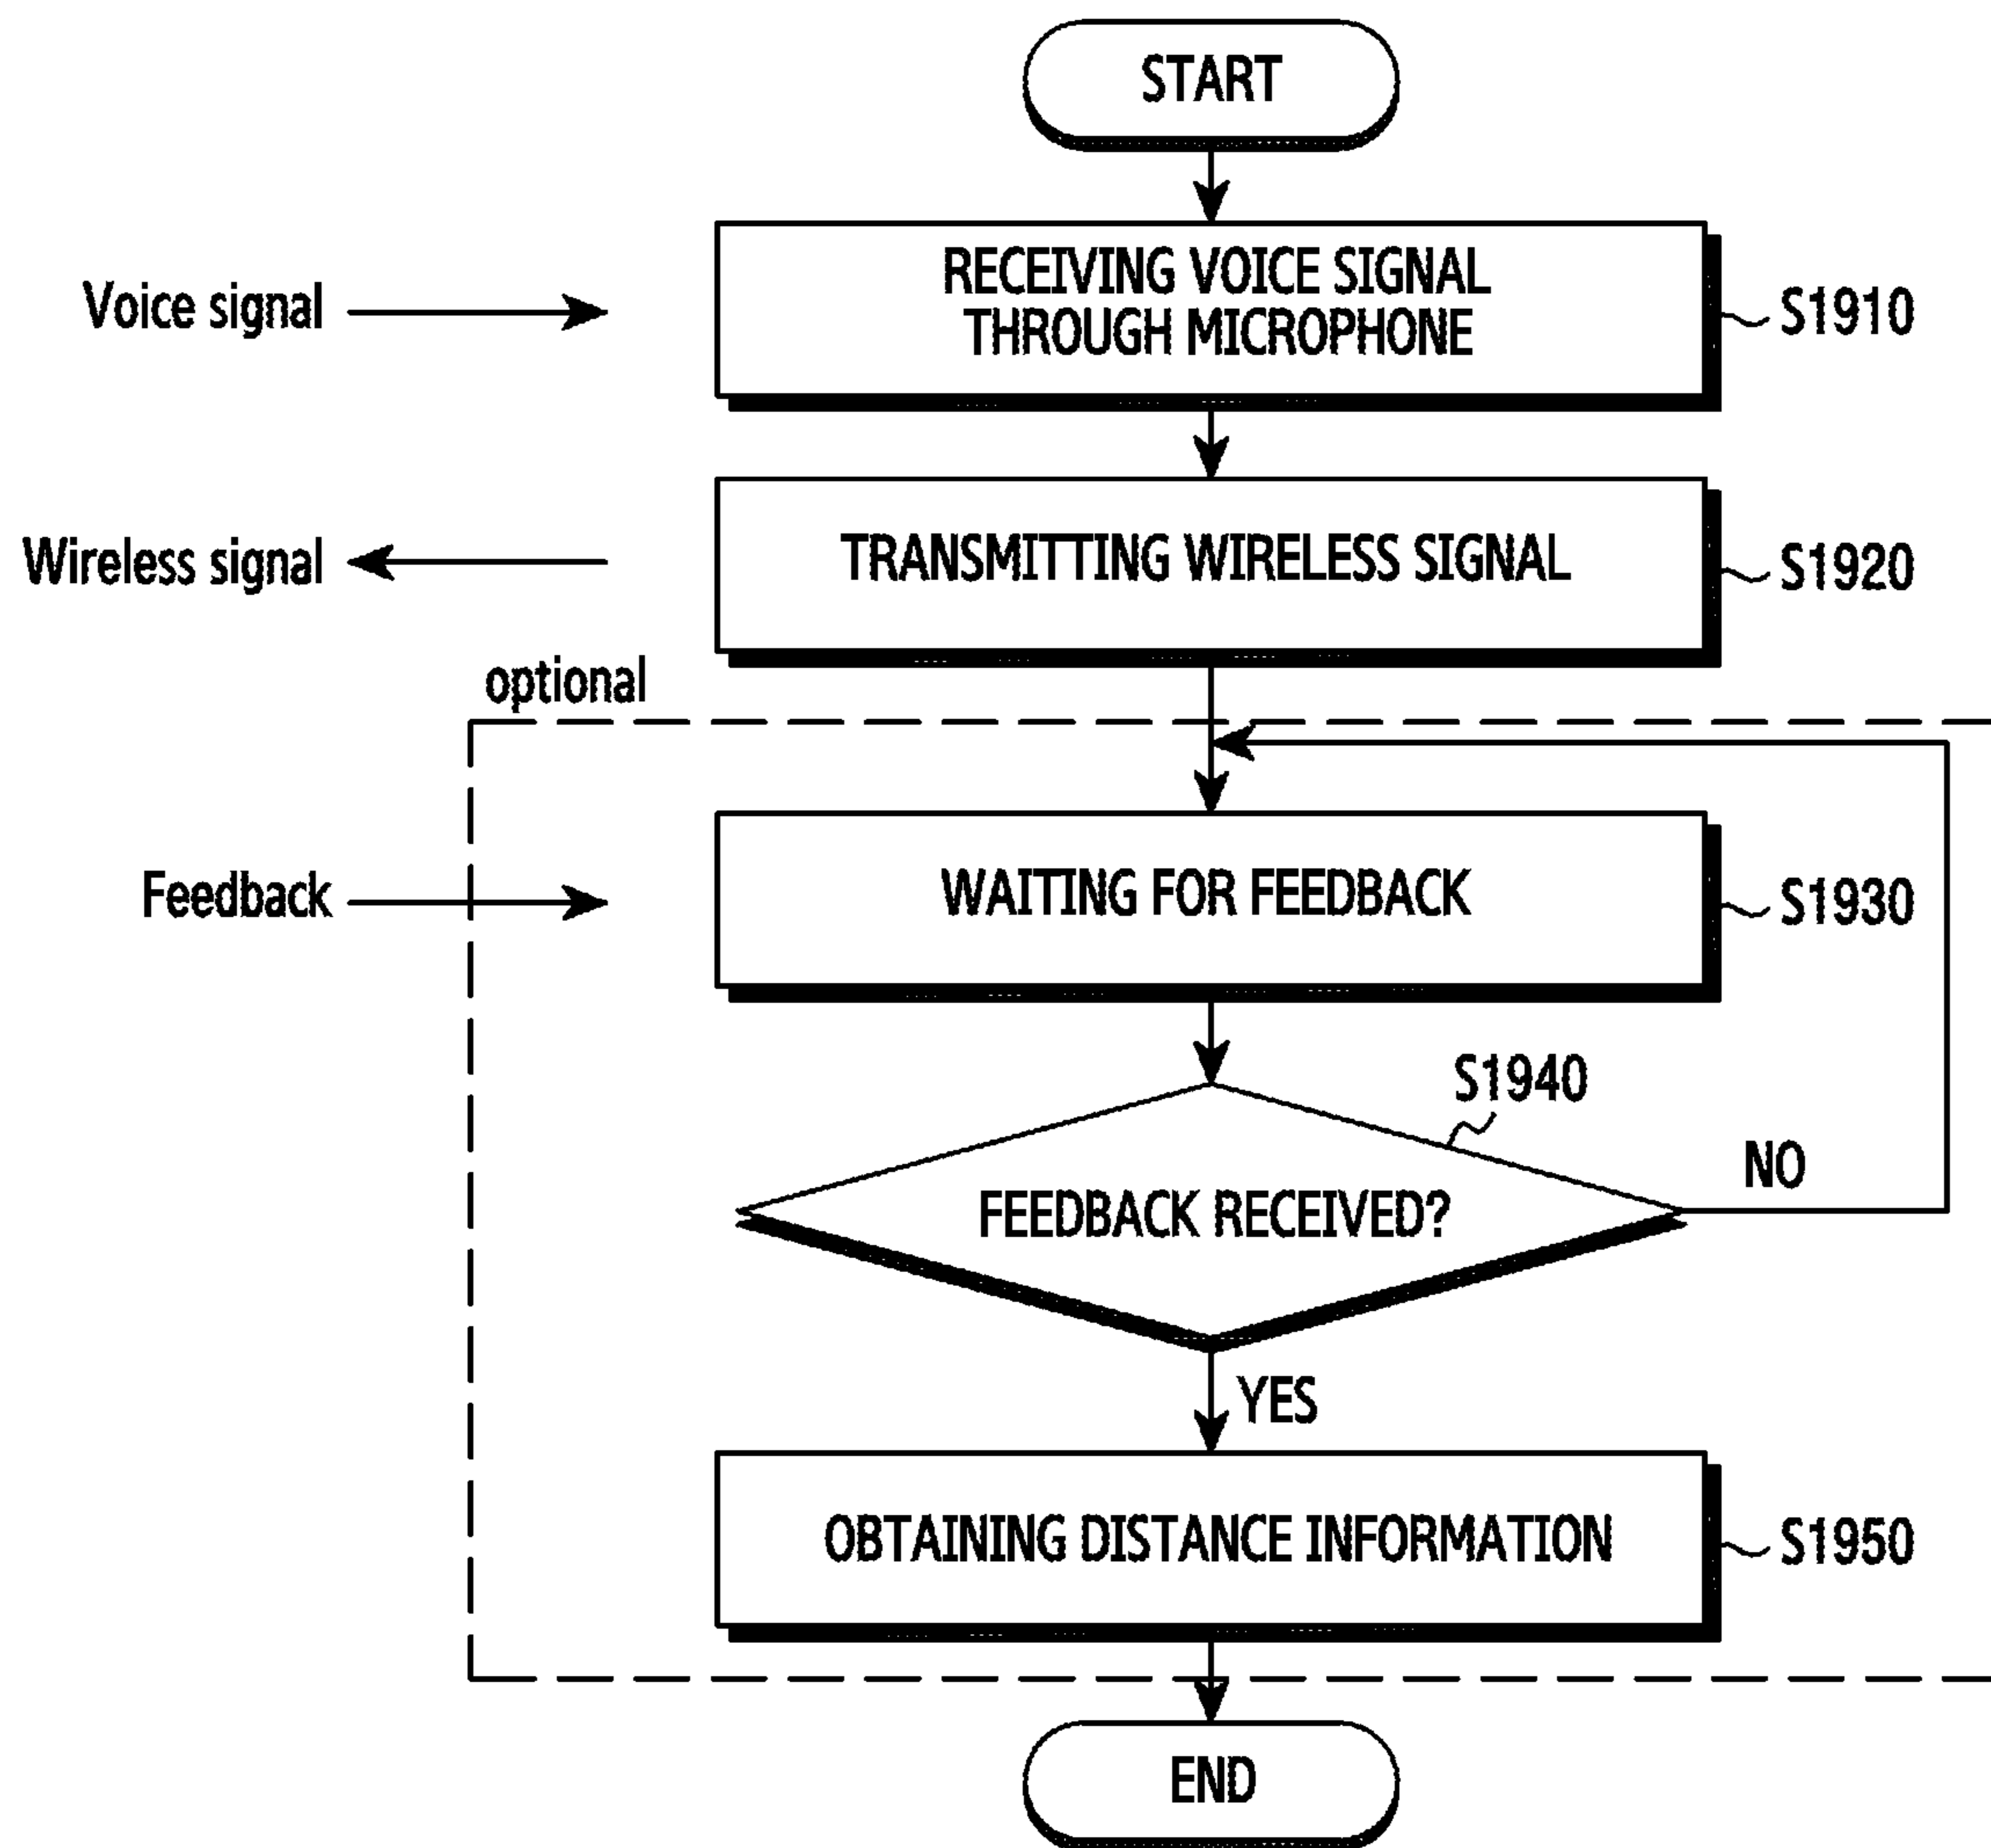 START
Voice signal
RECEIVING VOICE SIGNAL
THROUGH MICROPHONE
S1910
Wireless signal
TRANSMITTING WIRELESS SIGNAL
S1920
optional
Feedback
WAITING FOR FEEDBACK
S1930
S1940
FEEDBACK RECEIVED?
NO
YES
OBTAINING DISTANCE INFORMATION
S1950
END